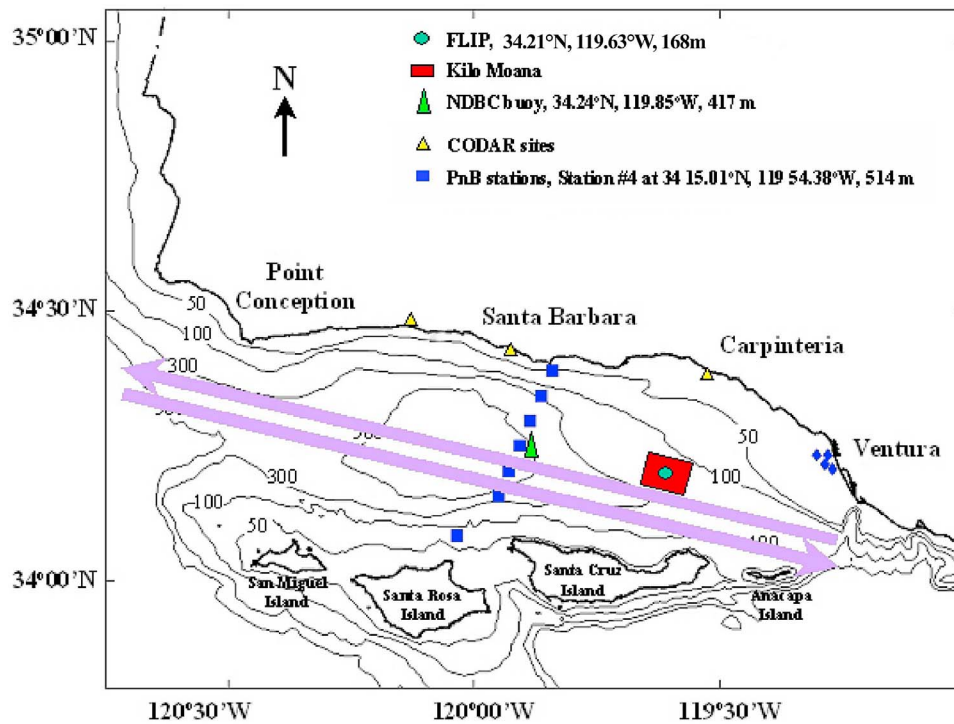 35°00'N
FLIP, 34.21°N, 119.63°W, 168m
Kilo Moana
N
NDBC buoy, 34.24°N, 119.85°W, 417 m
CODAR sites
PnB stations, Station #4 at 34 15.01°N, 119 54.38°W, 514 m
Point
Conception
34°30'N
50
100
300
Santa Barbara
Carpinteria
50
100
Ventura
300
100
50
100
34°00'N
San Miguel
Island
Santa Rosa
Island
Santa Cruz
Island
Anacapa
Island
120°30'W
120°00'W
119°30'W